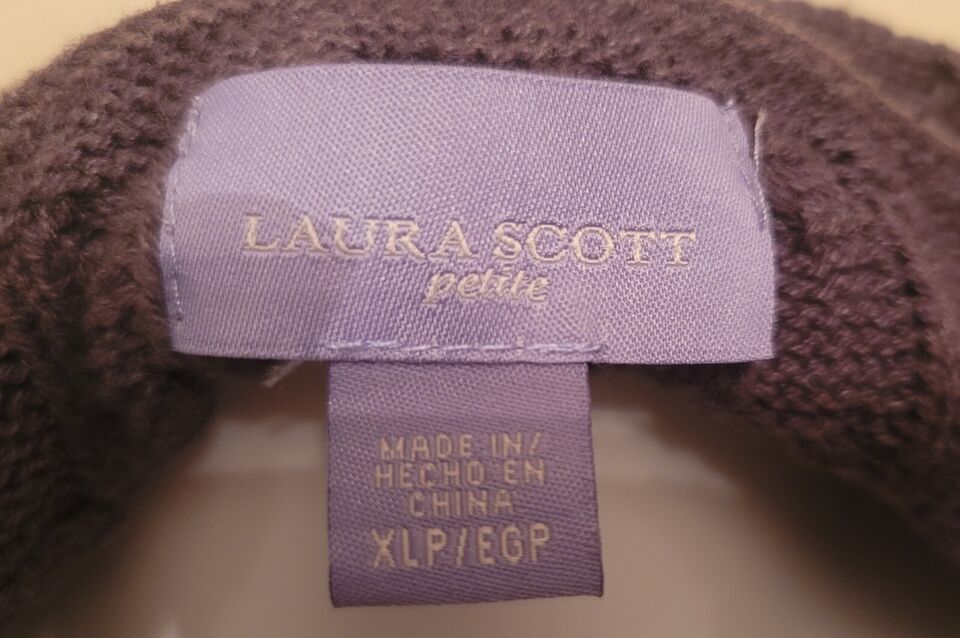 LAURA SCOTT
petite
MADE IN/
HECHO EN
CHINA
XLP/EGP